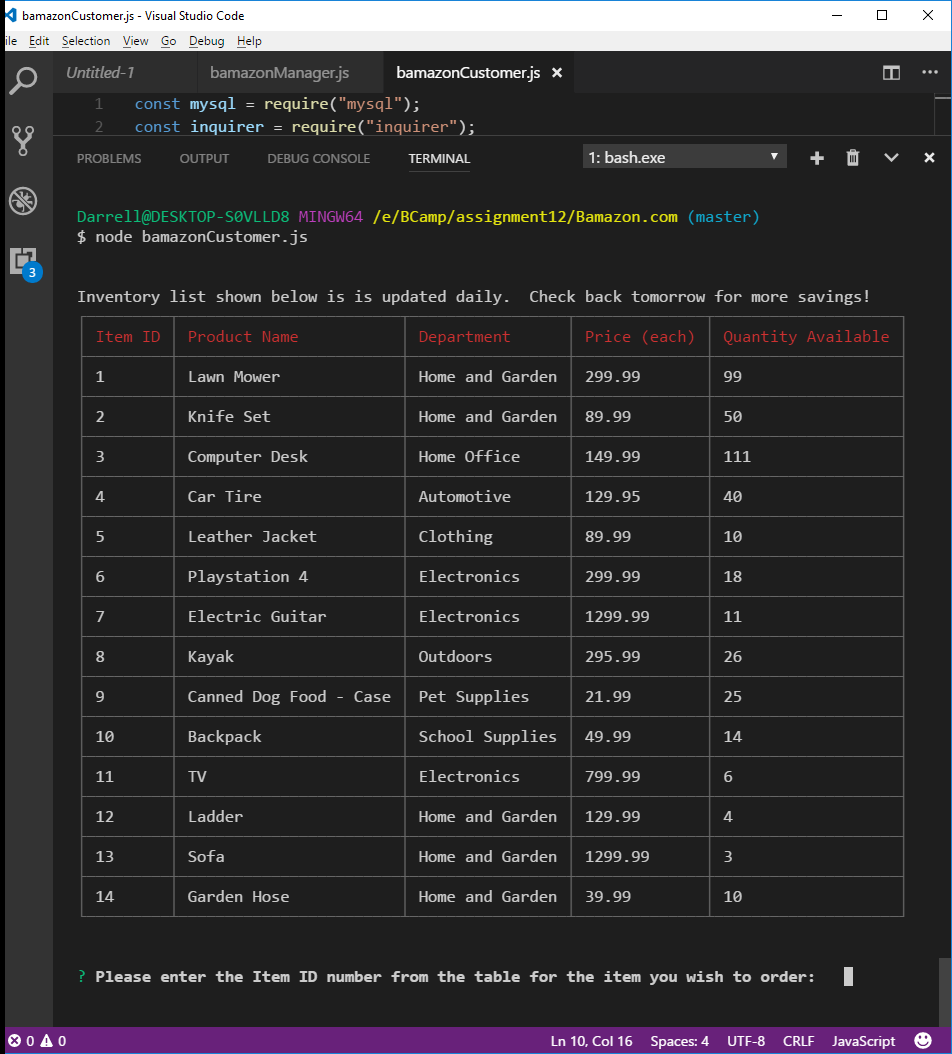 bamazonCustomer.js - Visual Studio Code
ile Edit Selection View Go Debug Help
Untitled-1 bamazonManager.js bamazonCustomer.js
1 const mysql = require("mysql");
2 const inquirer = require("inquirer");
PROBLEMS OUTPUT DEBUG CONSOLE TERMINAL 1: bash.exe
Darrell@DESKTOP-S0VLLD8 MINGW64 /e/BCamp/assignment12/Bamazon.com (master)
$ node bamazonCustomer.js
3
Inventory list shown below is is updated daily.  Check back tomorrow for more savings!
Item ID Product Name Department Price (each) Quantity Available
1 Lawn Mower Home and Garden 299.99 99
2 Knife Set Home and Garden 89.99 50
3 Computer Desk Home Office 149.99 111
4 Car Tire Automotive 129.95 40
5 Leather Jacket Clothing 89.99 10
6 Playstation 4 Electronics 299.99 18
7 Electric Guitar Electronics 1299.99 11
8 Kayak Outdoors 295.99 26
9 Canned Dog Food - Case Pet Supplies 21.99 25
10 Backpack School Supplies 49.99 14
11 TV Electronics 799.99 6
12 Ladder Home and Garden 129.99 4
13 Sofa Home and Garden 1299.99 3
14 Garden Hose Home and Garden 39.99 10
? Please enter the Item ID number from the table for the item you wish to order:
0 0 Ln 10, Col 16 Spaces: 4 UTF-8 CRLF JavaScript